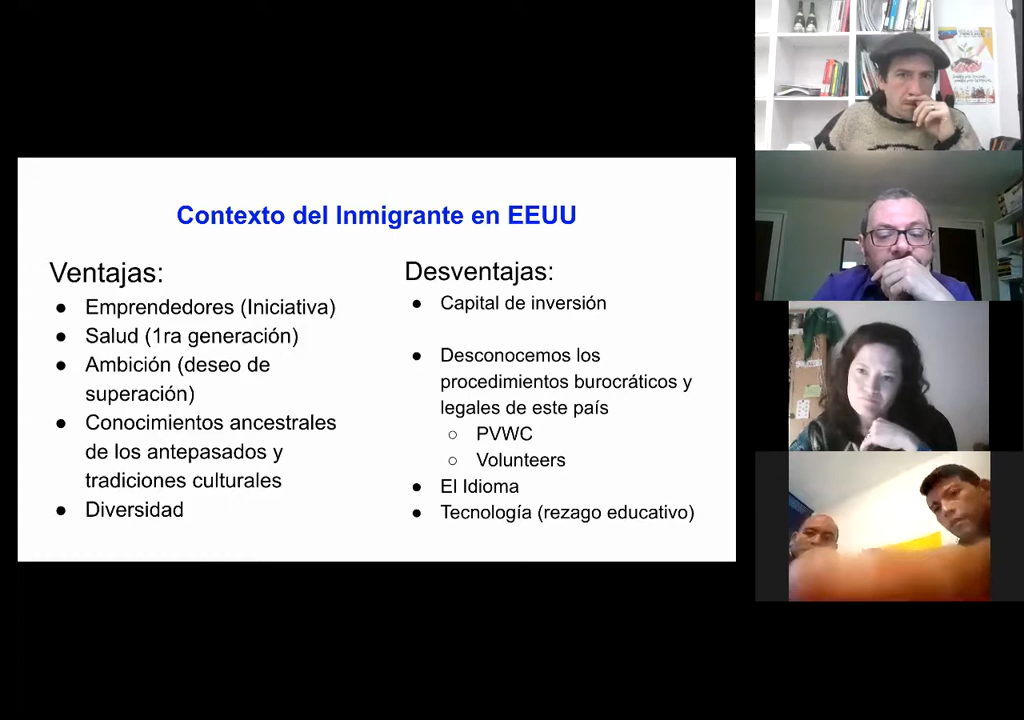 Contexto del Inmigrante en EEUU
Ventajas:
● Emprendedores (Iniciativa)
● Salud (1ra generación)
● Ambición (deseo de
superación)
● Conocimientos ancestrales
de los antepasados y
tradiciones culturales
● Diversidad
Desventajas:
● Capital de inversión
● Desconocemos los
procedimientos burocráticos y
legales de este país
○ PVWC
○ Volunteers
● El Idioma
● Tecnología (rezago educativo)